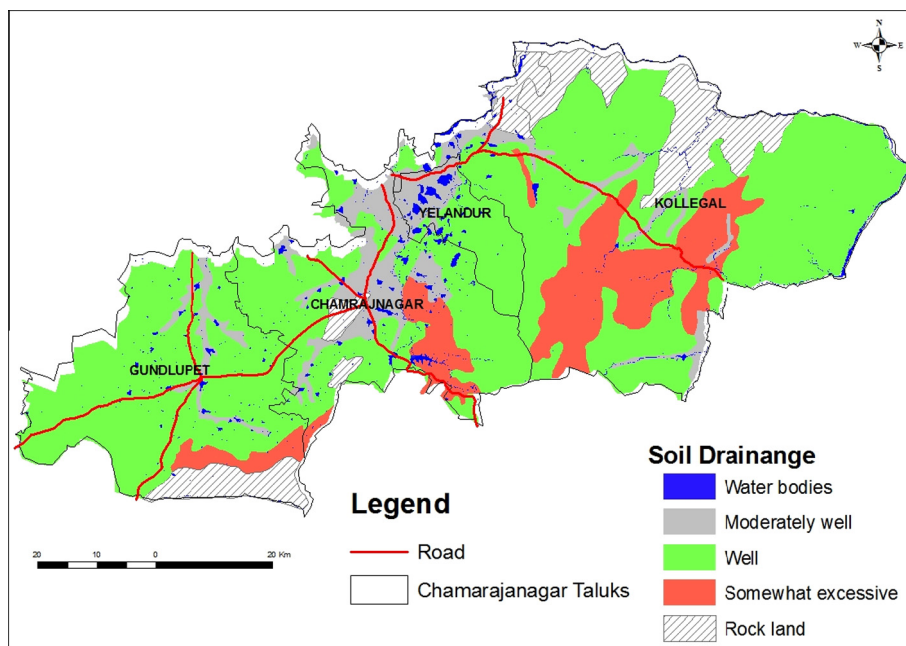 N
W E
S
KOLLEGAL
YELANDUR
CHAMRAJNAGAR
GUNDLUPET
Soil Drainange
Water bodies
Moderately well
Well
Somewhat excessive
Rock land
Legend
Road
Chamarajanagar Taluks
20 10 0 20 Km